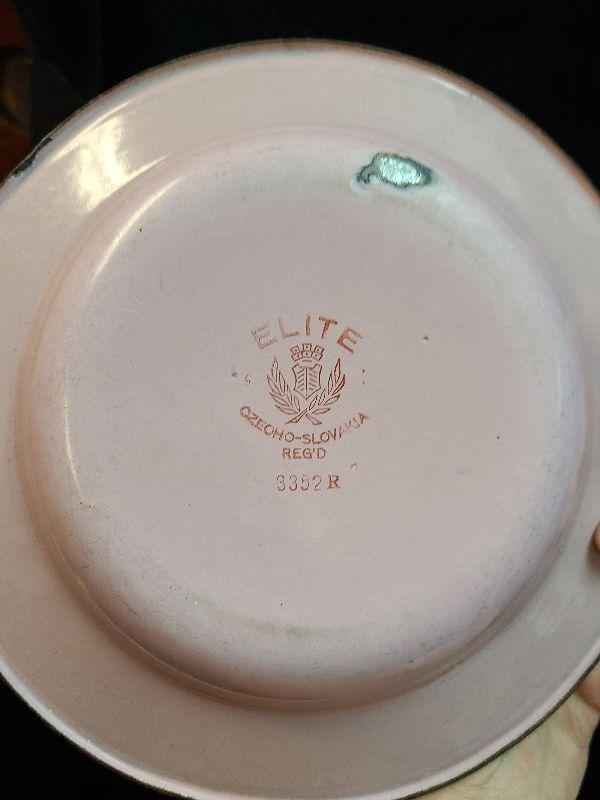 ELITE
CZECHO-SLOVAKIA
REG'D
3352 R